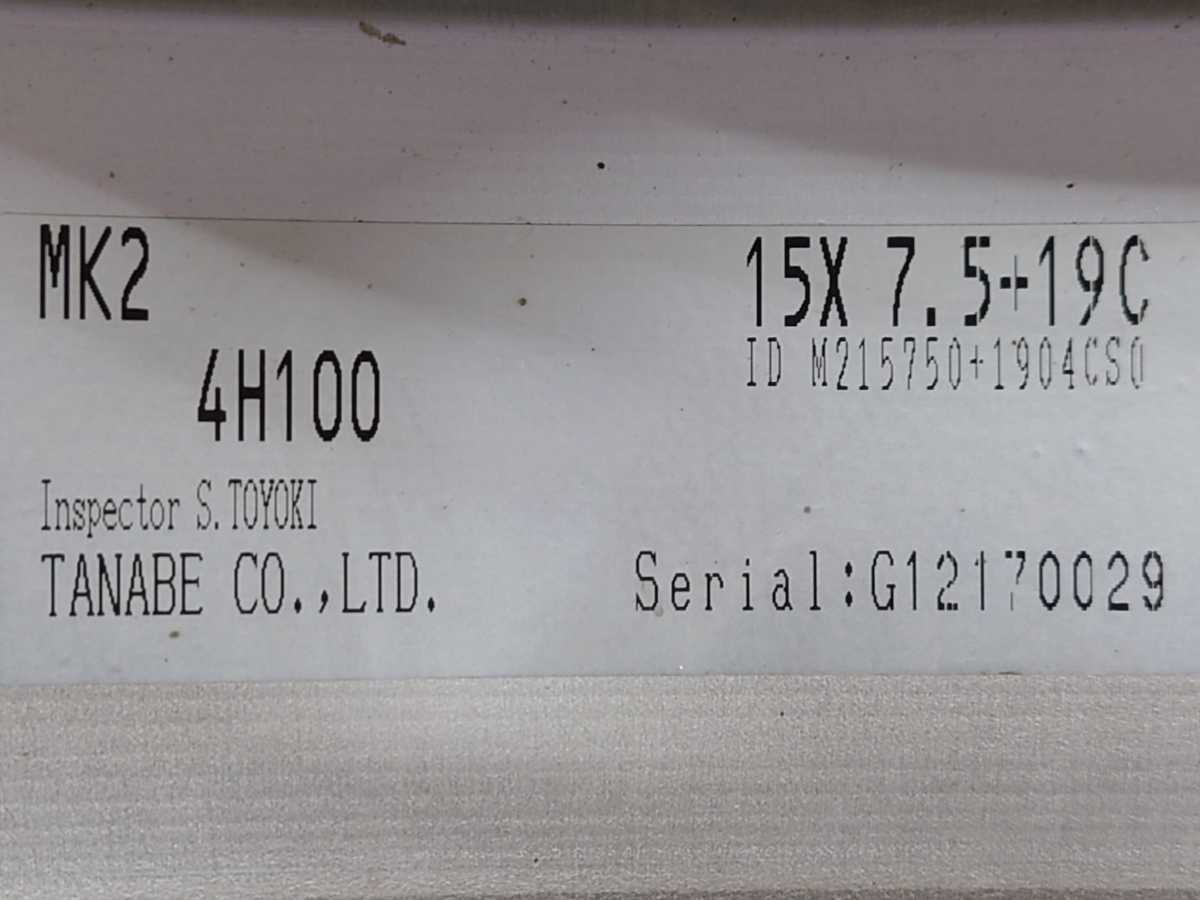 MK2
15X 7.5+19C
ID M215750+1904CS0
4H100
Inspector S.TOYOKI
TANABE CO.,LTD.
Serial:G12170029